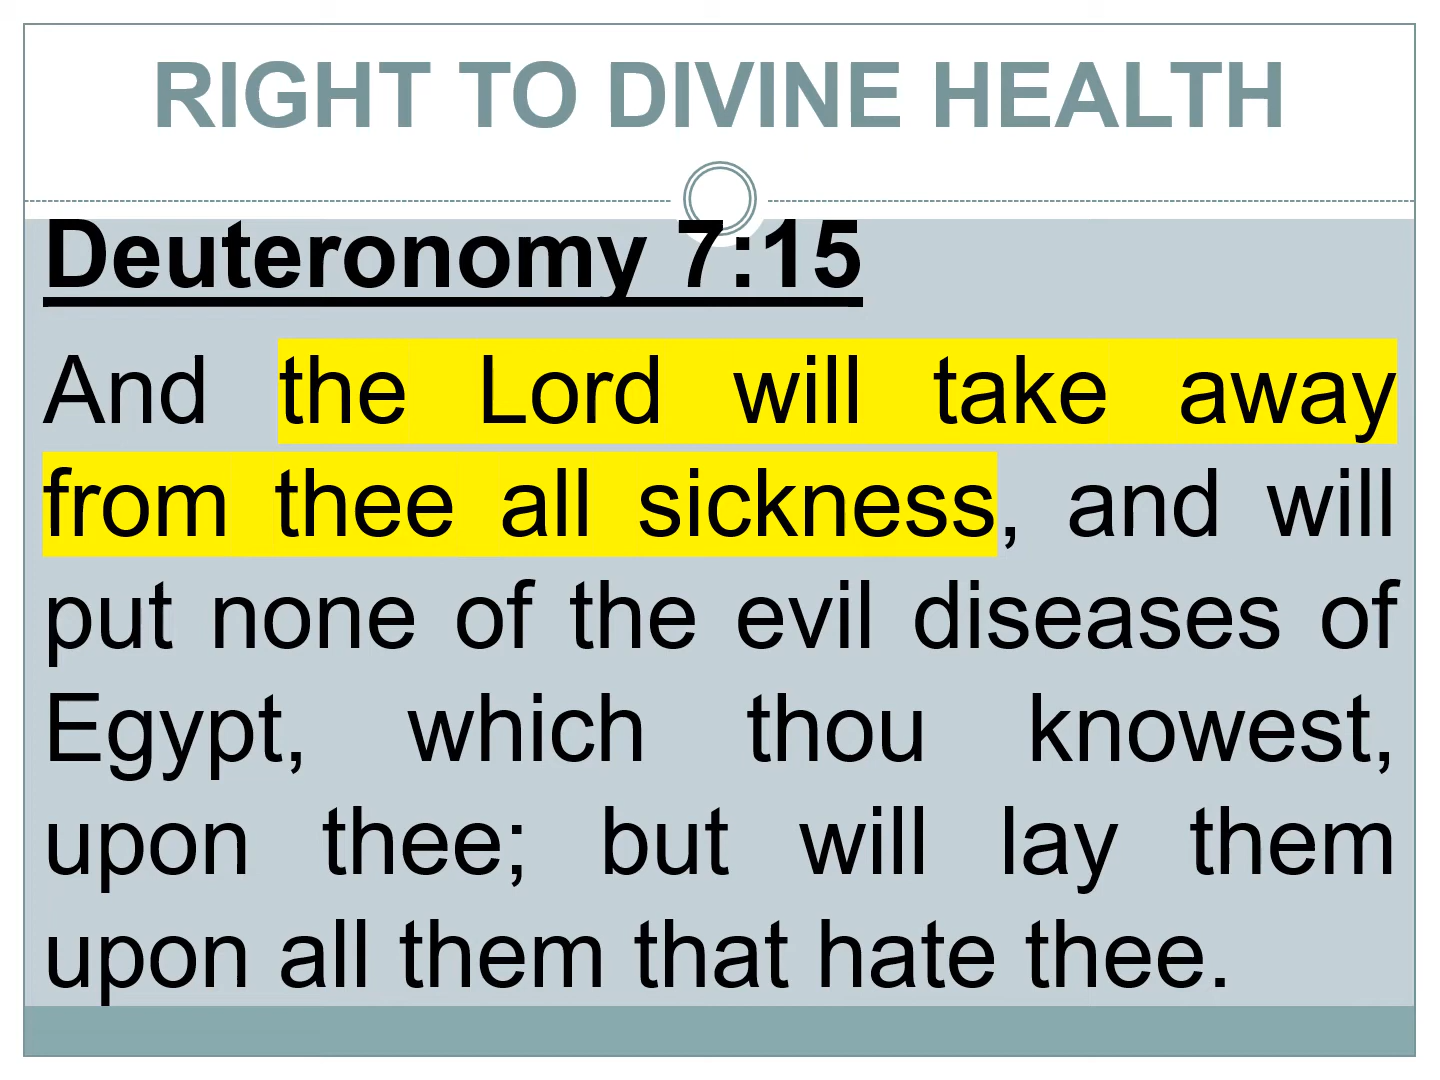 RIGHT TO DIVINE HEALTH
Deuteronomy 7:15
And the Lord will take away
from thee all sickness, and will
put none of the evil diseases of
Egypt, which thou knowest,
upon thee; but will lay them
upon all them that hate thee.